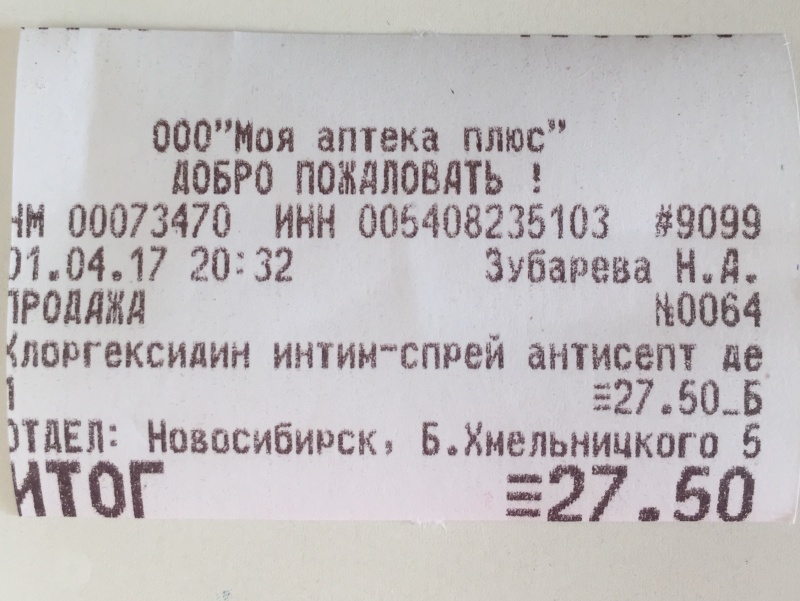 ООО"Моя аптека плюс"
ДОБРО ПОЖАЛОВАТЬ !
НМ 00073470 ИНН 005408235103 #9099
01.04.17 20:32 Зубарева Н.А.
ПРОДАЖА №0064
Хлоргексидин интим-спрей антисепт де
1 ≡27.50_Б
ОТДЕЛ: Новосибирск, Б.Хмельницкого 5
ИТОГ ≡27.50